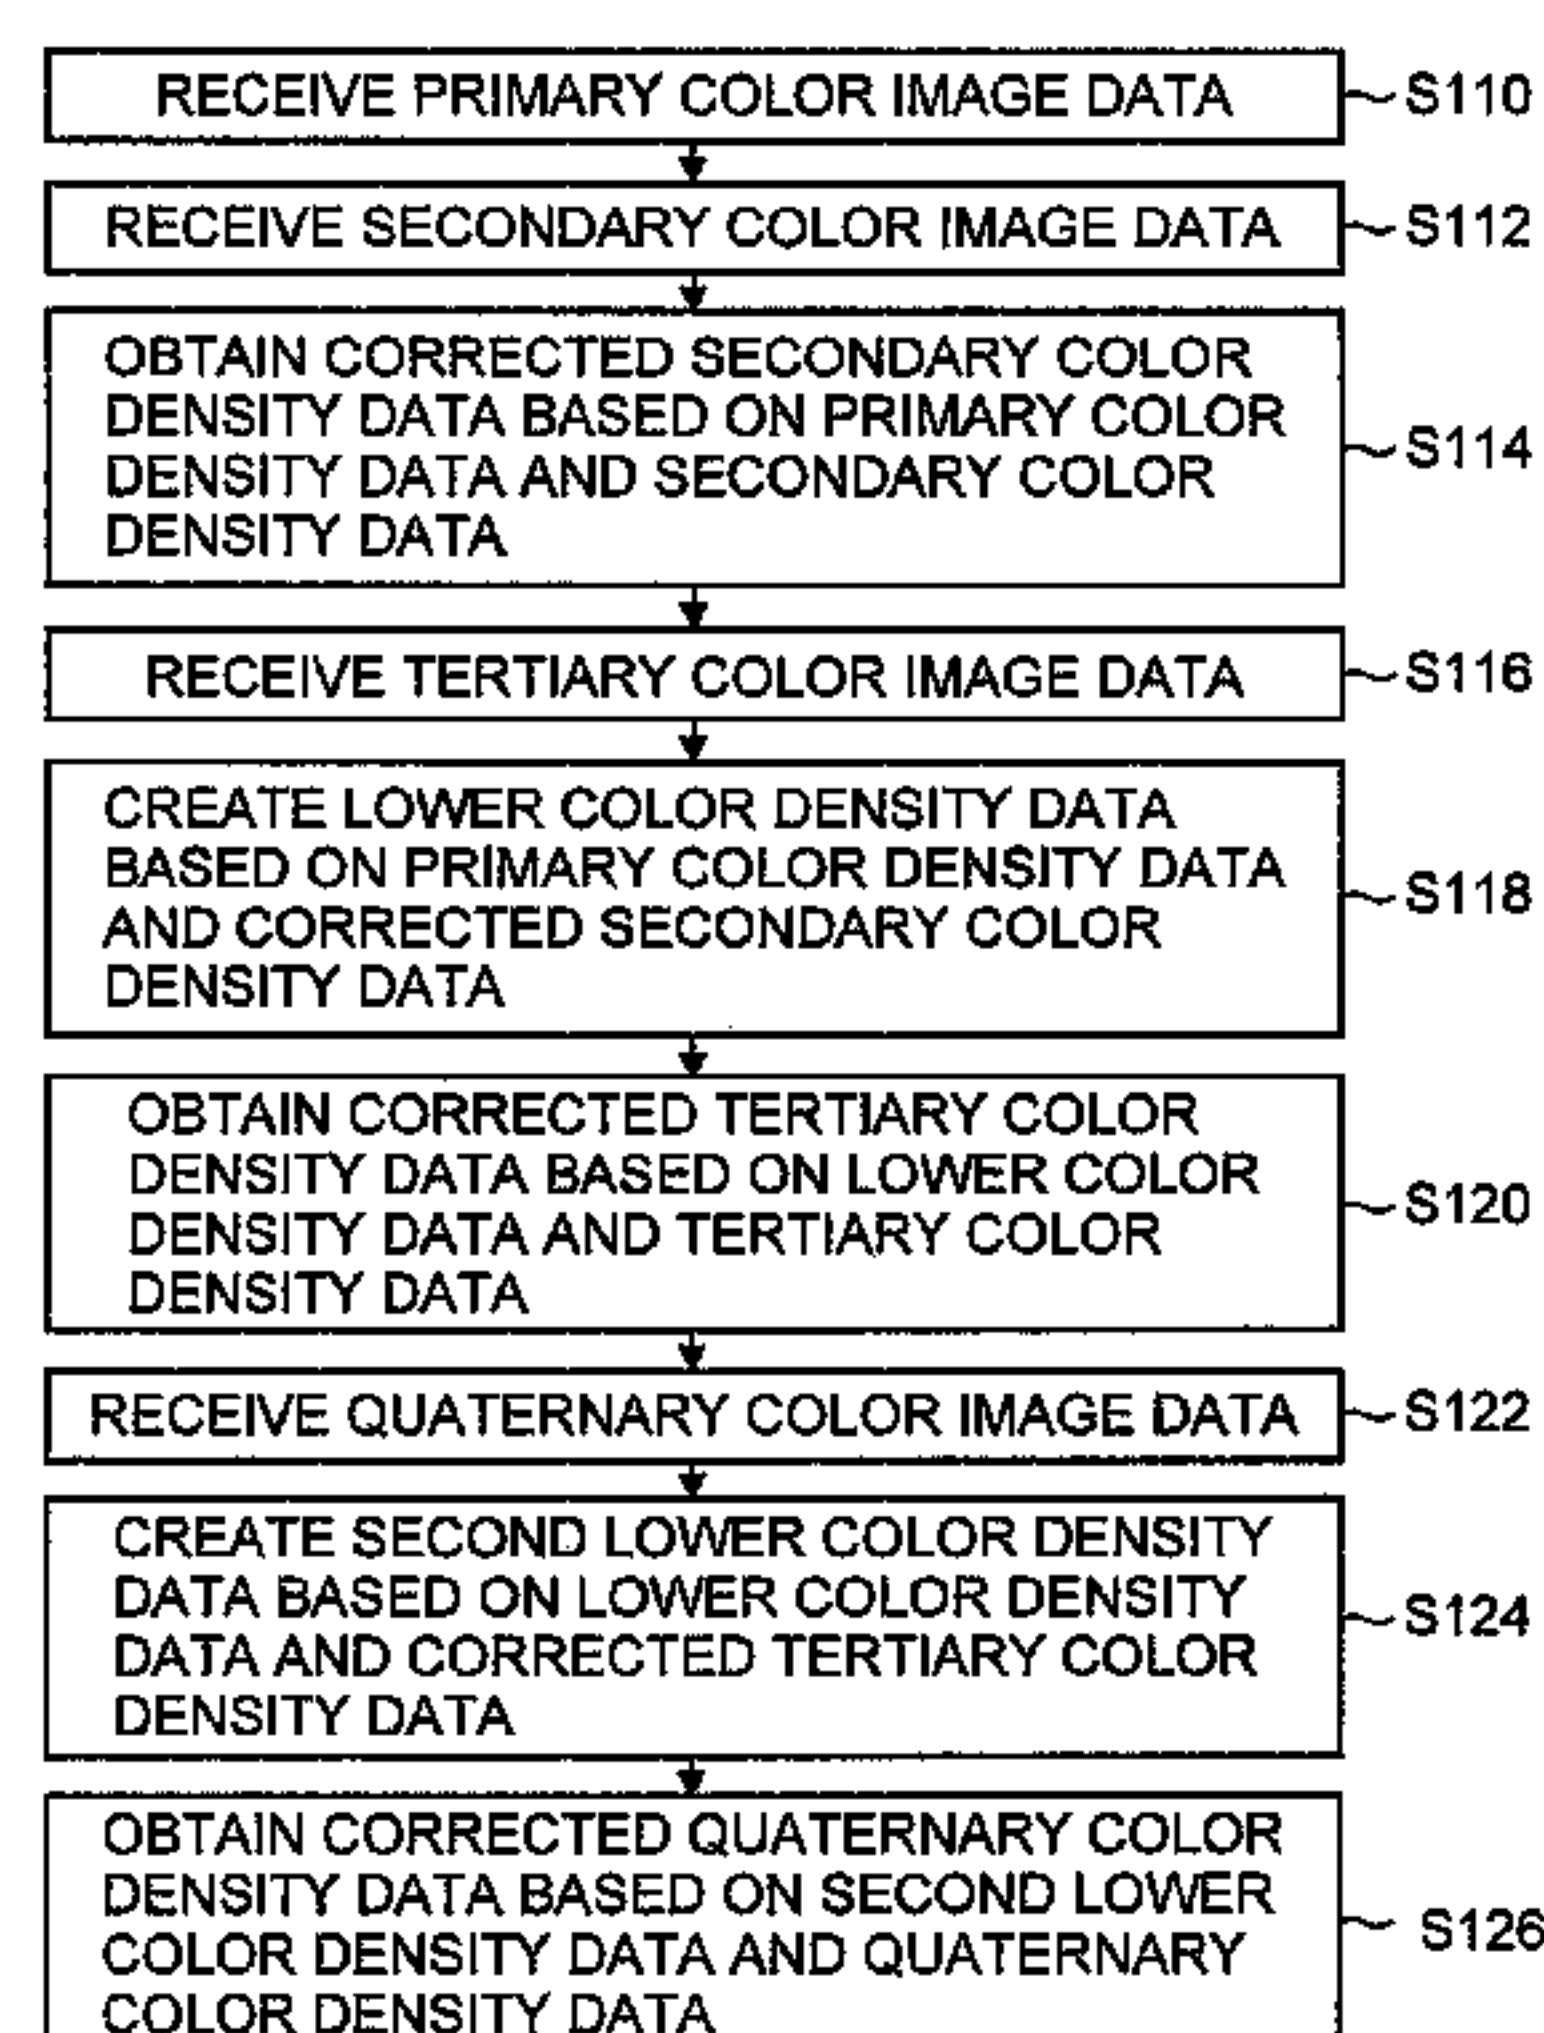 RECEIVE PRIMARY COLOR IMAGE DATA
S110
RECEIVE SECONDARY COLOR IMAGE DATA
S112
OBTAIN CORRECTED SECONDARY COLOR
DENSITY DATA BASED ON PRIMARY COLOR
DENSITY DATA AND SECONDARY COLOR
DENSITY DATA
S114
RECEIVE TERTIARY COLOR IMAGE DATA
S116
CREATE LOWER COLOR DENSITY DATA
BASED ON PRIMARY COLOR DENSITY DATA
AND CORRECTED SECONDARY COLOR
DENSITY DATA
S118
OBTAIN CORRECTED TERTIARY COLOR
DENSITY DATA BASED ON LOWER COLOR
DENSITY DATA AND TERTIARY COLOR
DENSITY DATA
S120
RECEIVE QUATERNARY COLOR IMAGE DATA
S122
CREATE SECOND LOWER COLOR DENSITY
DATA BASED ON LOWER COLOR DENSITY
DATA AND CORRECTED TERTIARY COLOR
DENSITY DATA
S124
OBTAIN CORRECTED QUATERNARY COLOR
DENSITY DATA BASED ON SECOND LOWER
COLOR DENSITY DATA AND QUATERNARY
COLOR DENSITY DATA
S126